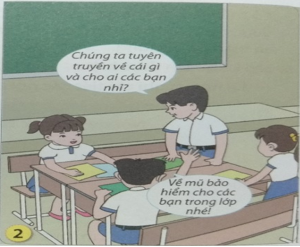 Chúng ta tuyên
truyền về cái gì
và cho ai các bạn
nhỉ?
Về mũ bảo
hiểm cho các
bạn trong lớp
nhé!
2